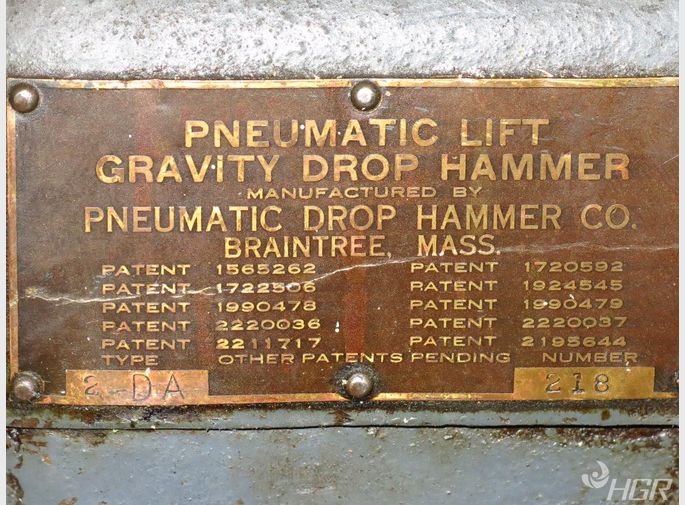 PNEUMATIC LIFT
GRAVITY DROP HAMMER
MANUFACTURED BY
PNEUMATIC DROP HAMMER CO.
BRAINTREE, MASS.
PATENT 1565262 PATENT 1720592
PATENT 1722506 PATENT 1924545
PATENT 1990478 PATENT 1990479
PATENT 2220036 PATENT 2220037
PATENT 2211717 PATENT 2195644
TYPE OTHER PATENTS PENDING NUMBER
2-DA 218
HGR